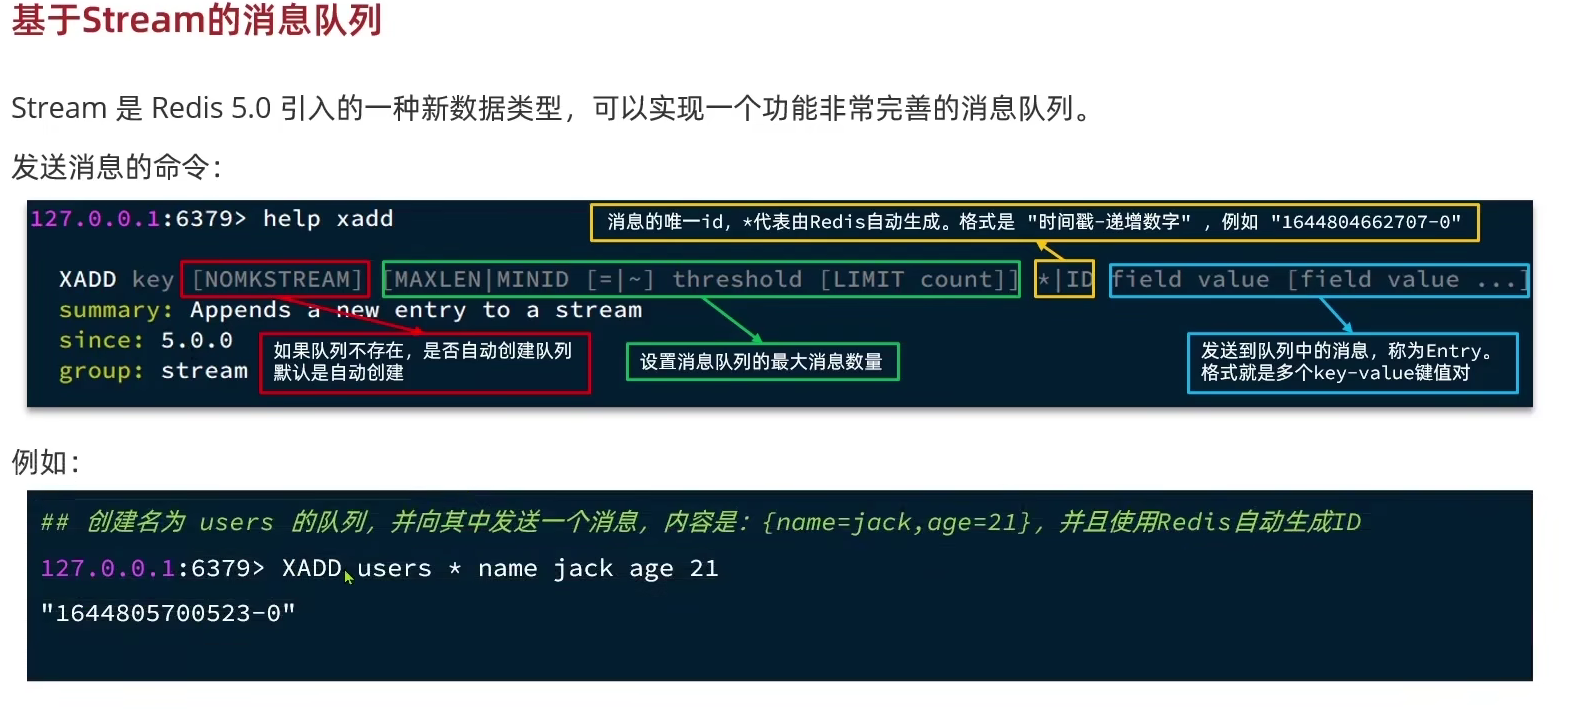 基于Stream的消息队列
Stream 是 Redis 5.0 引入的一种新数据类型，可以实现一个功能非常完善的消息队列。
发送消息的命令：
127.0.0.1:6379> help xadd
消息的唯一id，*代表由Redis自动生成。格式是 "时间戳-递增数字" ，例如 "1644804662707-0"
XADD key [NOMKSTREAM] [MAXLEN|MINID [=|~] threshold [LIMIT count]] *|ID field value [field value ...]
summary: Appends a new entry to a stream
since: 5.0.0
group: stream
如果队列不存在，是否自动创建队列
默认是自动创建
设置消息队列的最大消息数量
发送到队列中的消息，称为Entry。
格式就是多个key-value键值对
例如：
## 创建名为 users 的队列，并向其中发送一个消息，内容是：{name=jack,age=21}，并且使用Redis自动生成ID
127.0.0.1:6379> XADD users * name jack age 21
"1644805700523-0"